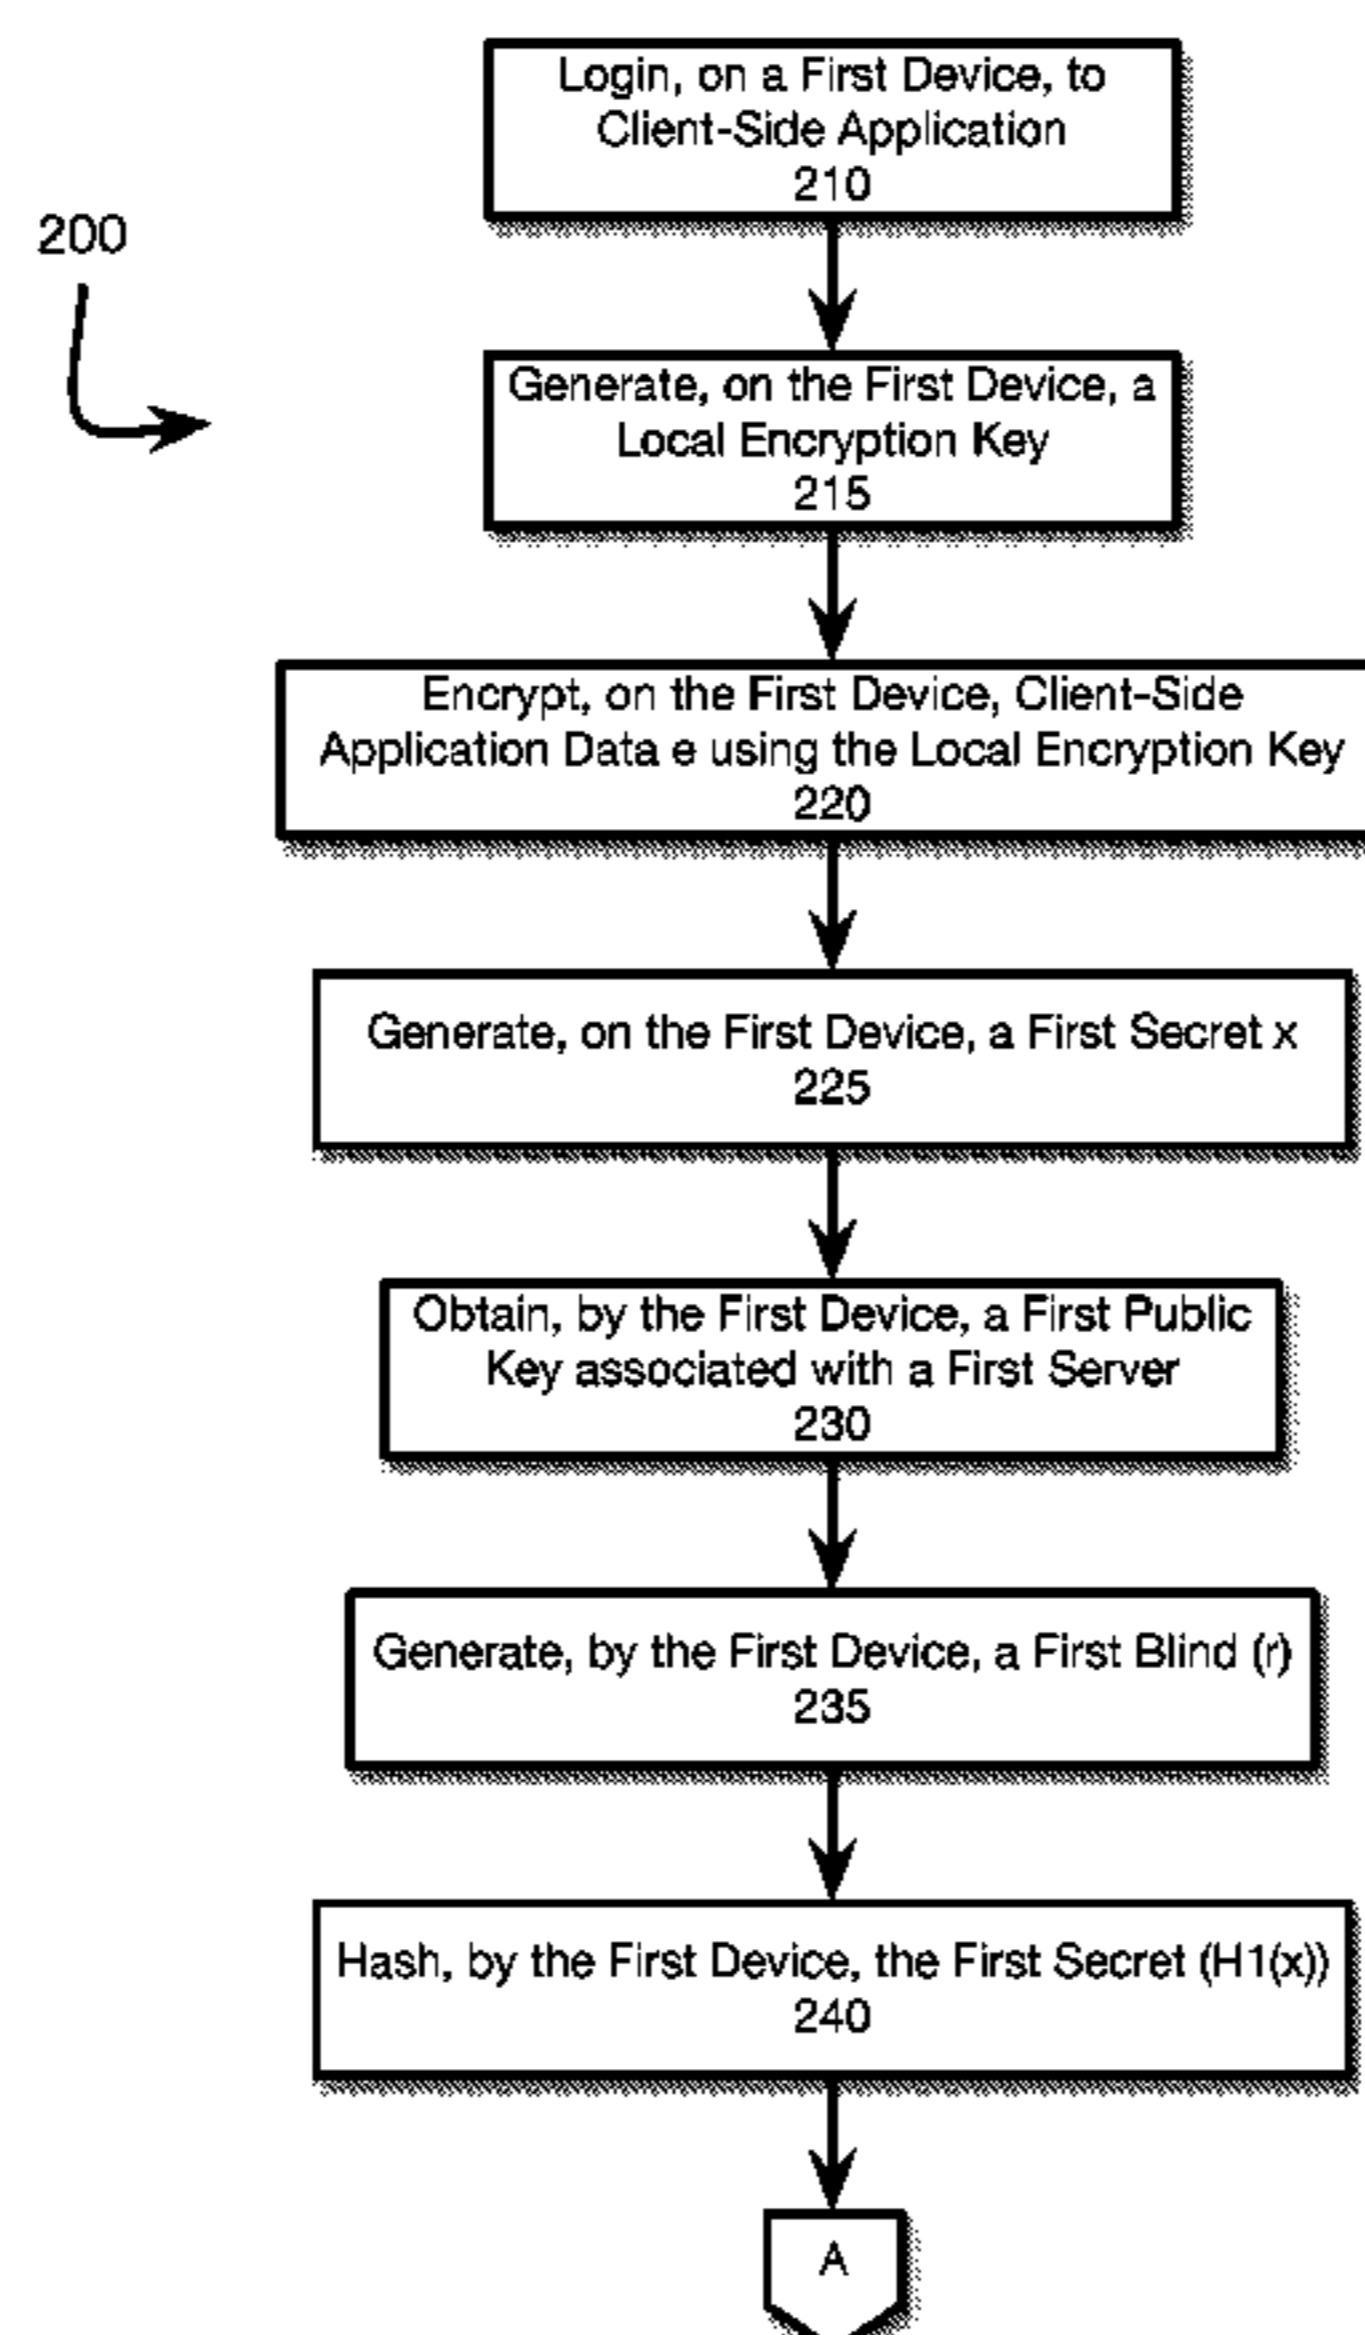 Login, on a First Device, to
Client-Side Application
210
200
Generate, on the First Device, a
Local Encryption Key
215
Encrypt, on the First Device, Client-Side
Application Data e using the Local Encryption Key
220
Generate, on the First Device, a First Secret x
225
Obtain, by the First Device, a First Public
Key associated with a First Server
230
Generate, by the First Device, a First Blind (r)
235
Hash, by the First Device, the First Secret (H1(x))
240
A